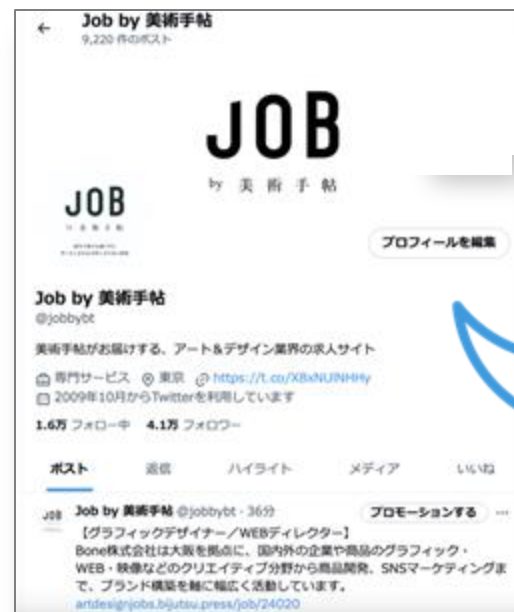 Job by 美術手帖
9,220 件のポスト
JOB
by 美術手帖
JOB
プロフィールを編集
Job by 美術手帖
@jobbybt
美術手帖がお届けする、アート&デザイン業界の求人サイト
専門サービス 東京
2009年10月からTwitterを利用しています
1.6万 フォロー中 4.1万 フォロワー
ポスト 返信 ハイライト メディア いいね
JOB Job by 美術手帖 @jobbybt · 36分 プロモーションする …
【グラフィックデザイナー/WEBディレクター】
Bone株式会社は大阪を拠点に、国内外の企業や商品のグラフィック・
WEB・映像などのクリエイティブ分野から商品開発、SNSマーケティングま
で、ブランド構築を軸に幅広く活動しています。
artdesignjobs.bijutsu.press/job/24020